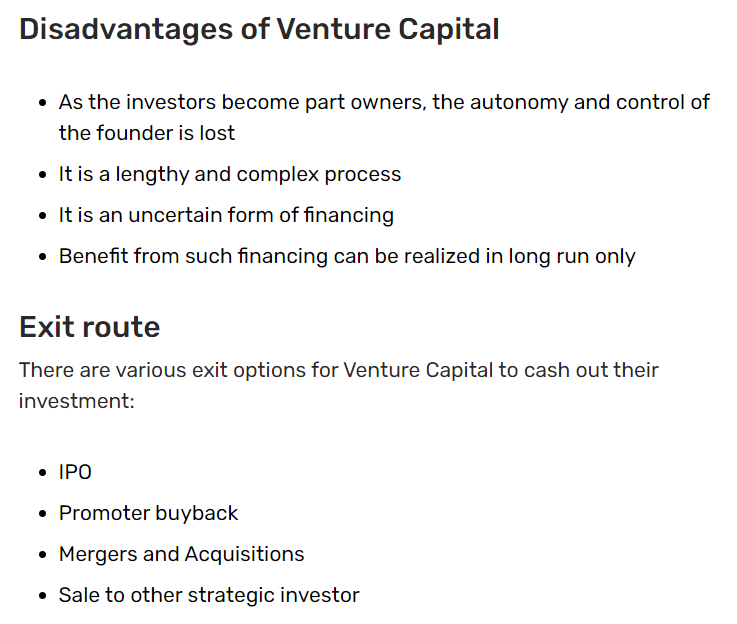 Disadvantages of Venture Capital
• As the investors become part owners, the autonomy and control of
the founder is lost
• It is a lengthy and complex process
• It is an uncertain form of financing
• Benefit from such financing can be realized in long run only
Exit route
There are various exit options for Venture Capital to cash out their
investment:
• IPO
• Promoter buyback
• Mergers and Acquisitions
• Sale to other strategic investor